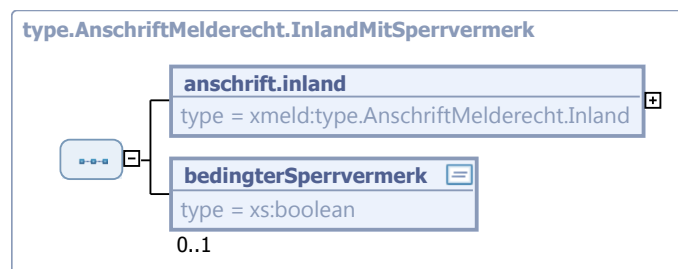 type.AnschriftMelderecht.InlandMitSperrvermerk
anschrift.inland
type = xmeld:type.AnschriftMelderecht.Inland
bedingterSperrvermerk
type = xs:boolean
0..1